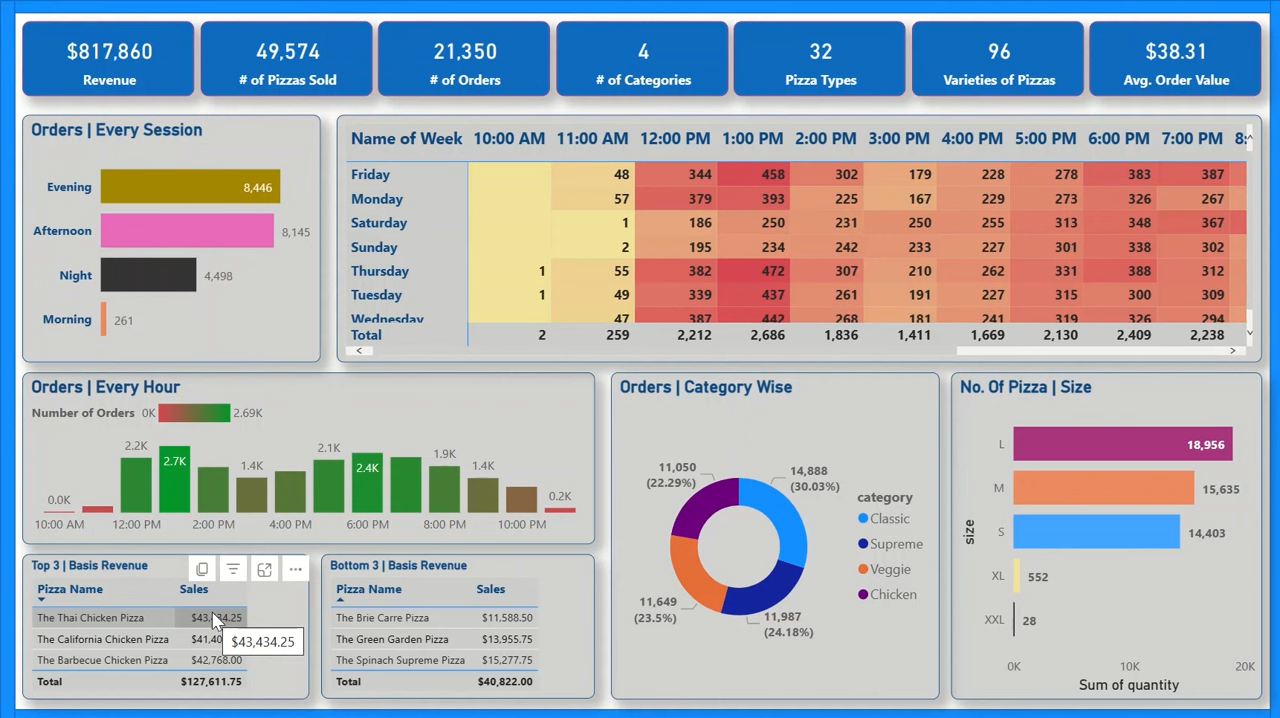 $817,860 49,574 21,350 4 32 96 $38.31
Revenue # of Pizzas Sold # of Orders # of Categories Pizza Types Varieties of Pizzas Avg. Order Value
Orders | Every Session
Evening 8,446
Afternoon 8,145
Night 4,498
Morning 261
Name of Week 10:00 AM 11:00 AM 12:00 PM 1:00 PM 2:00 PM 3:00 PM 4:00 PM 5:00 PM 6:00 PM 7:00 PM 8:
Friday 48 344 458 302 179 228 278 383 387
Monday 57 379 393 225 167 229 273 326 267
Saturday 1 186 250 231 250 255 313 348 367
Sunday 2 195 234 242 233 227 301 338 302
Thursday 1 55 382 472 307 210 262 331 388 312
Tuesday 1 49 339 437 261 191 227 315 300 309
Wednesday 47 387 442 268 181 241 319 326 294
Total 2 259 2,212 2,686 1,836 1,411 1,669 2,130 2,409 2,238
Orders | Every Hour
Number of Orders 0K 2.69K
0.0K 2.2K 2.7K 1.4K 2.1K 2.4K 1.9K 1.4K 0.2K
10:00 AM 12:00 PM 2:00 PM 4:00 PM 6:00 PM 8:00 PM 10:00 PM
Top 3 | Basis Revenue
Pizza Name Sales
The Thai Chicken Pizza
The California Chicken Pizza
$43,434.25
The Barbecue Chicken Pizza $42,768.00
Total $127,611.75
Bottom 3 | Basis Revenue
Pizza Name Sales
The Brie Carre Pizza $11,588.50
The Green Garden Pizza $13,955.75
The Spinach Supreme Pizza $15,277.75
Total $40,822.00
Orders | Category Wise
11,050
(22.29%)
14,888
(30.03%)
11,649
(23.5%)
11,987
(24.18%)
category
Classic
Supreme
Veggie
Chicken
No. Of Pizza | Size
size
L 18,956
M 15,635
S 14,403
XL 552
XXL 28
0K 10K 20K
Sum of quantity